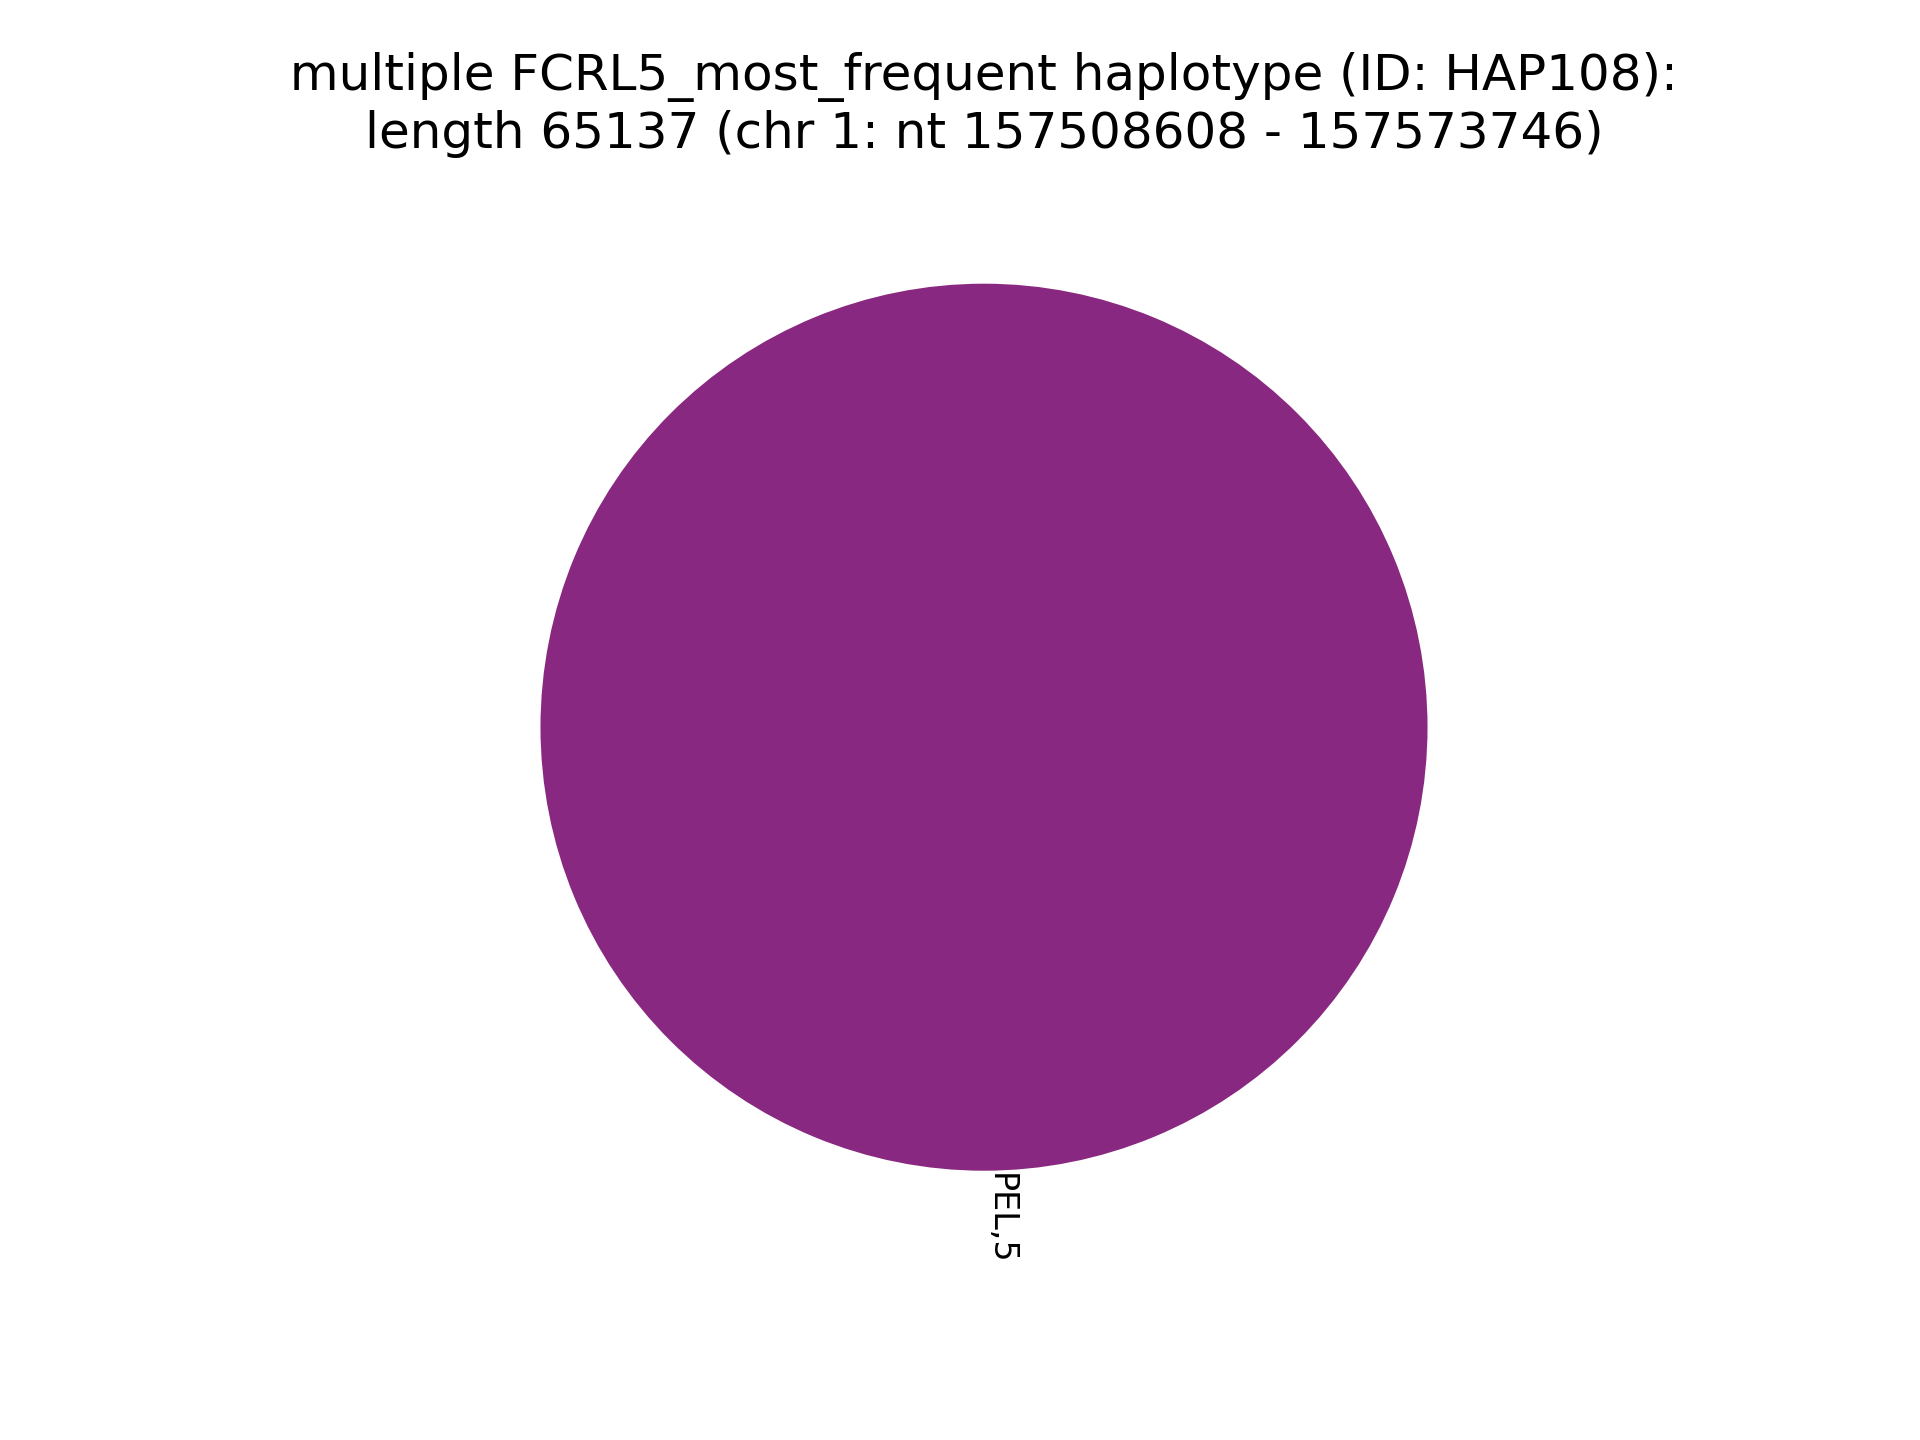 multiple FCRL5_most_frequent haplotype (ID: HAP108):
length 65137 (chr 1: nt 157508608 - 157573746)
PEL,5